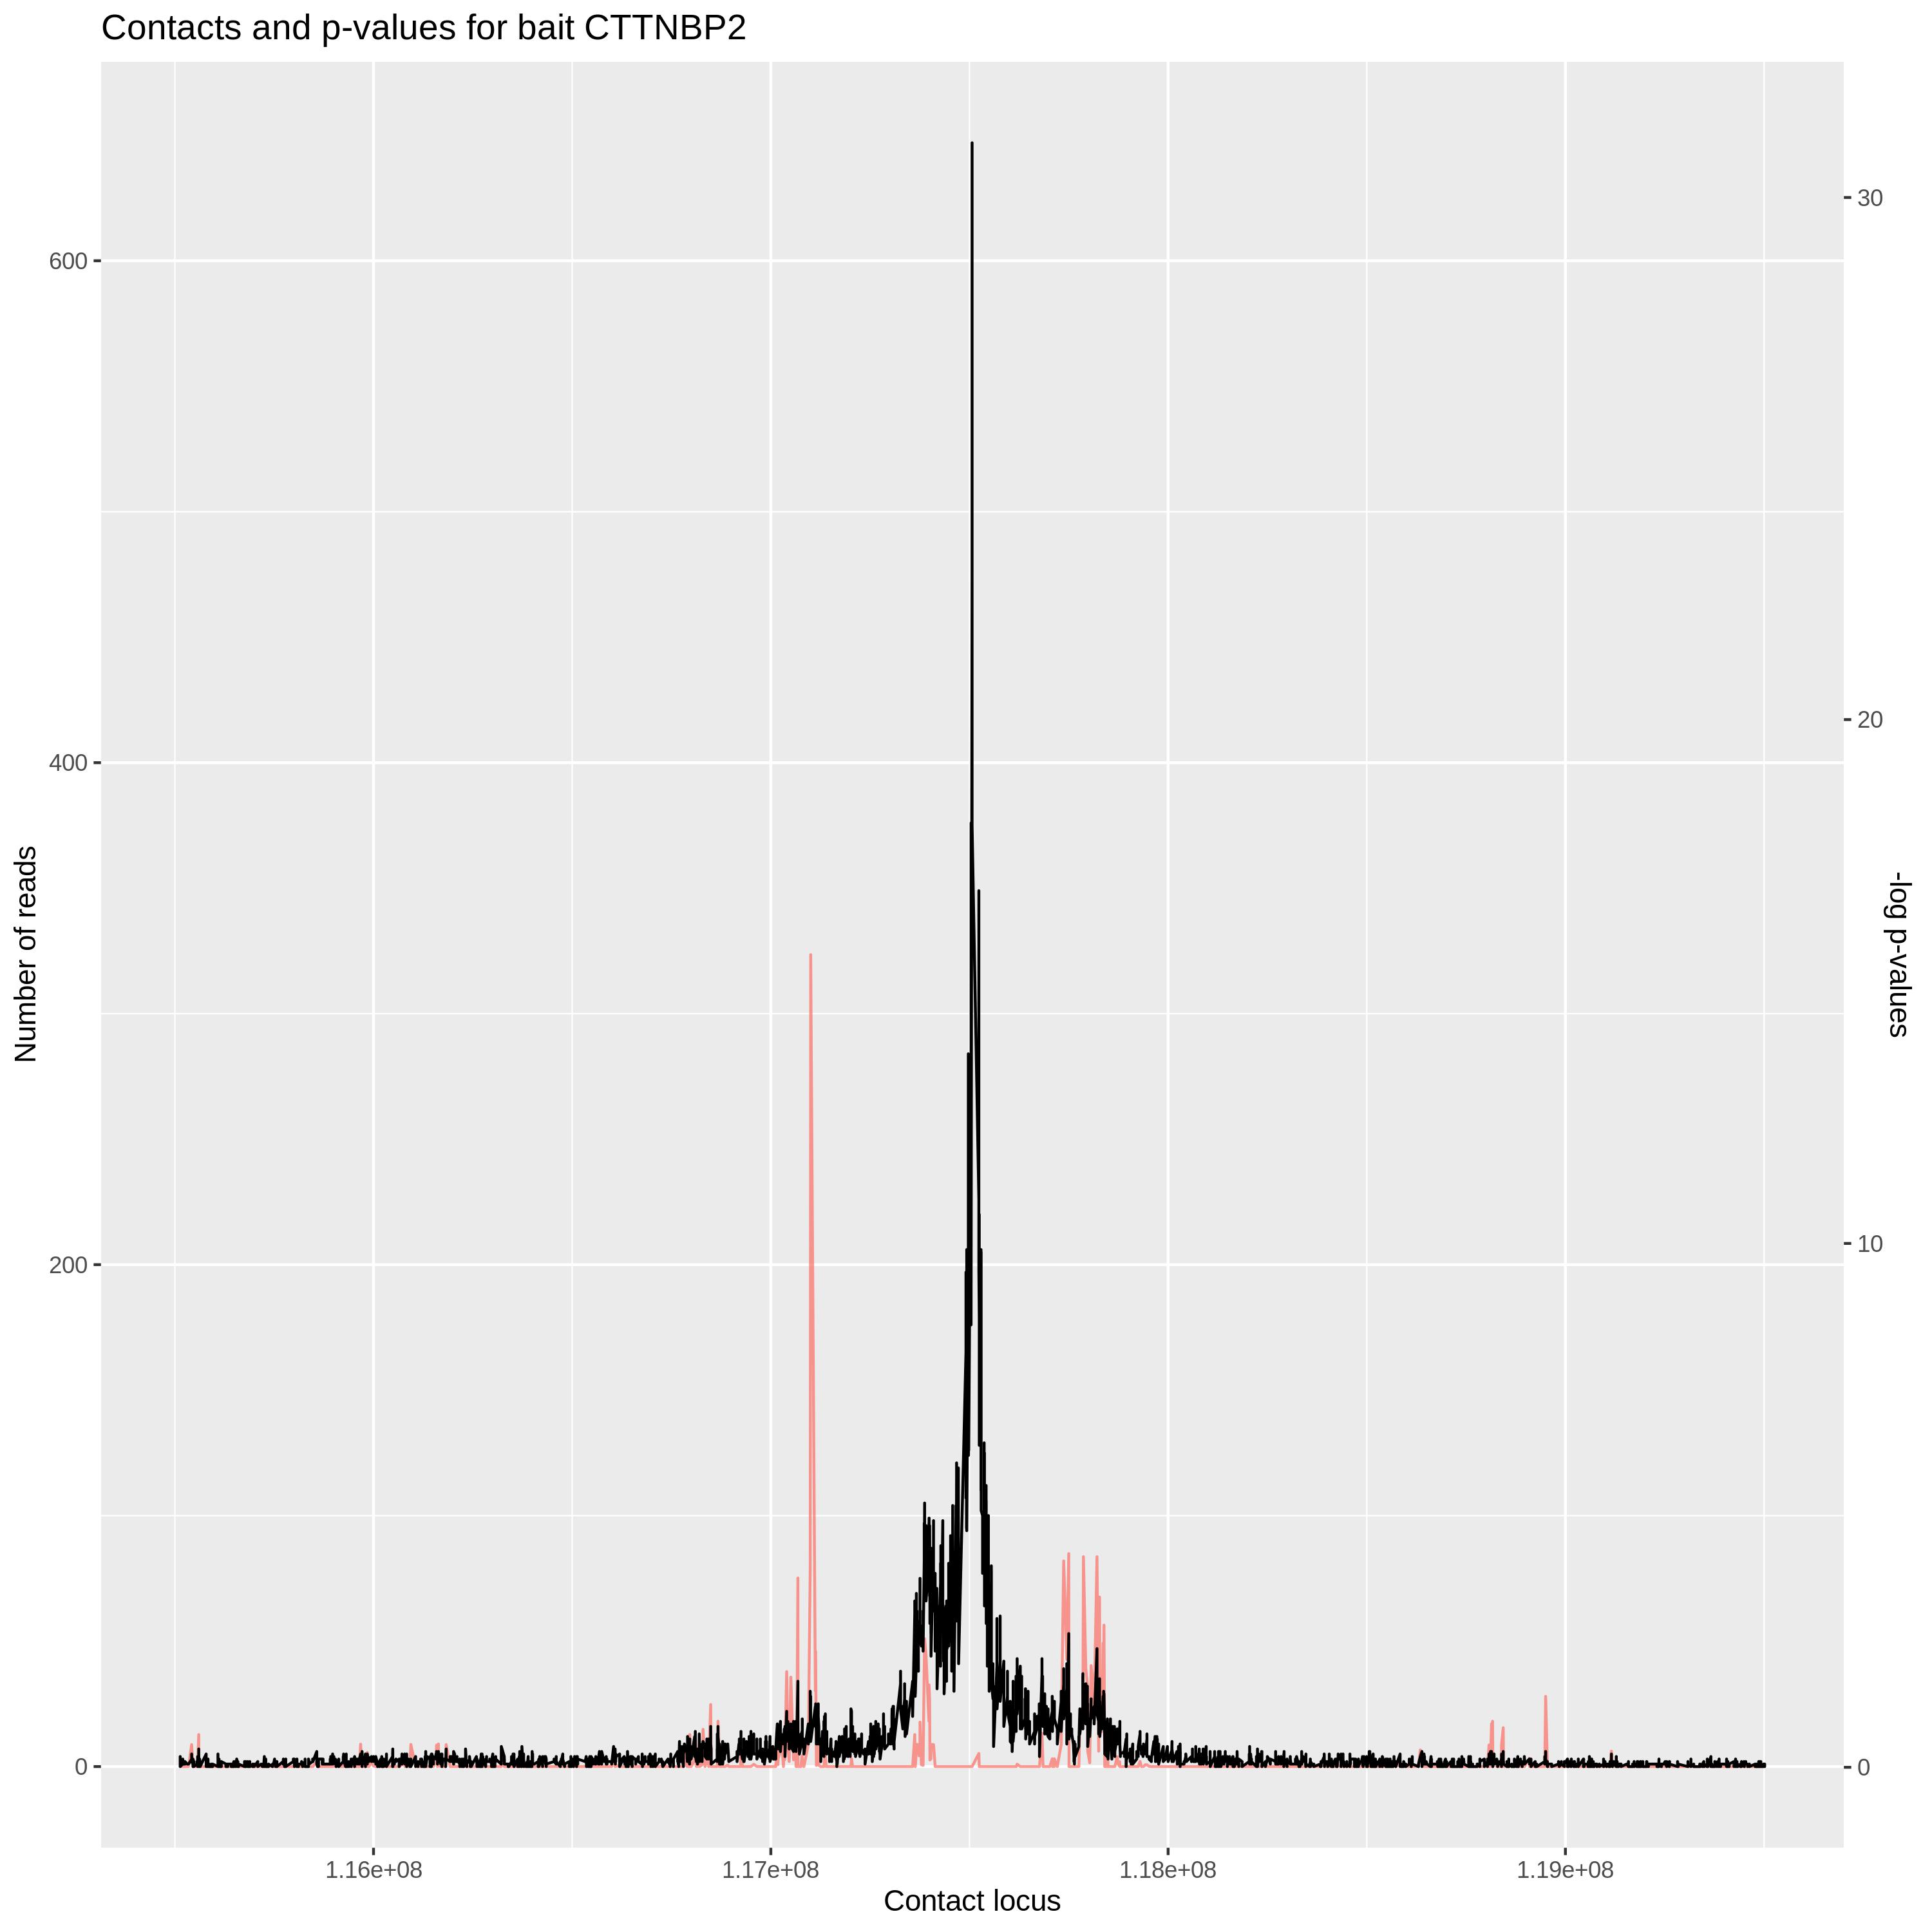 Contacts and p-values for bait CTTNBP2
Number of reads
600
400
200
0
30
20
10
0
-log p-values
1.16e+08
1.17e+08
1.18e+08
1.19e+08
Contact locus